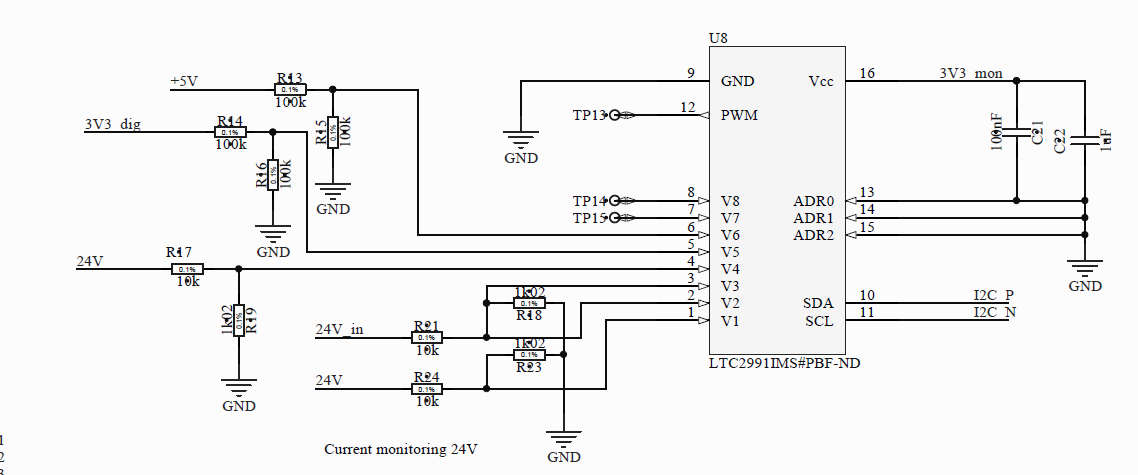 U8
+5V
R13
0.1%
100k
9
GND
Vcc
16
3V3_mon
TP13
12
PWM
3V3_dig
R14
0.1%
100k
R15
0.1%
100k
100nF
C21
C22
1uF
GND
R16
0.1%
100k
GND
TP14
8
V8
ADR0
13
TP15
7
V7
ADR1
14
6
V6
ADR2
15
GND
5
V5
R17
24V
0.1%
10k
4
V4
GND
3
V3
1k02
0.1%
R18
2
V2
SDA
10
I2C_P
1k02
0.1%
R19
24V_in
R21
0.1%
10k
1
V1
SCL
11
I2C_N
1k02
0.1%
R23
LTC2991IMS#PBF-ND
24V
R24
0.1%
10k
GND
Current monitoring 24V
GND
1
2
3